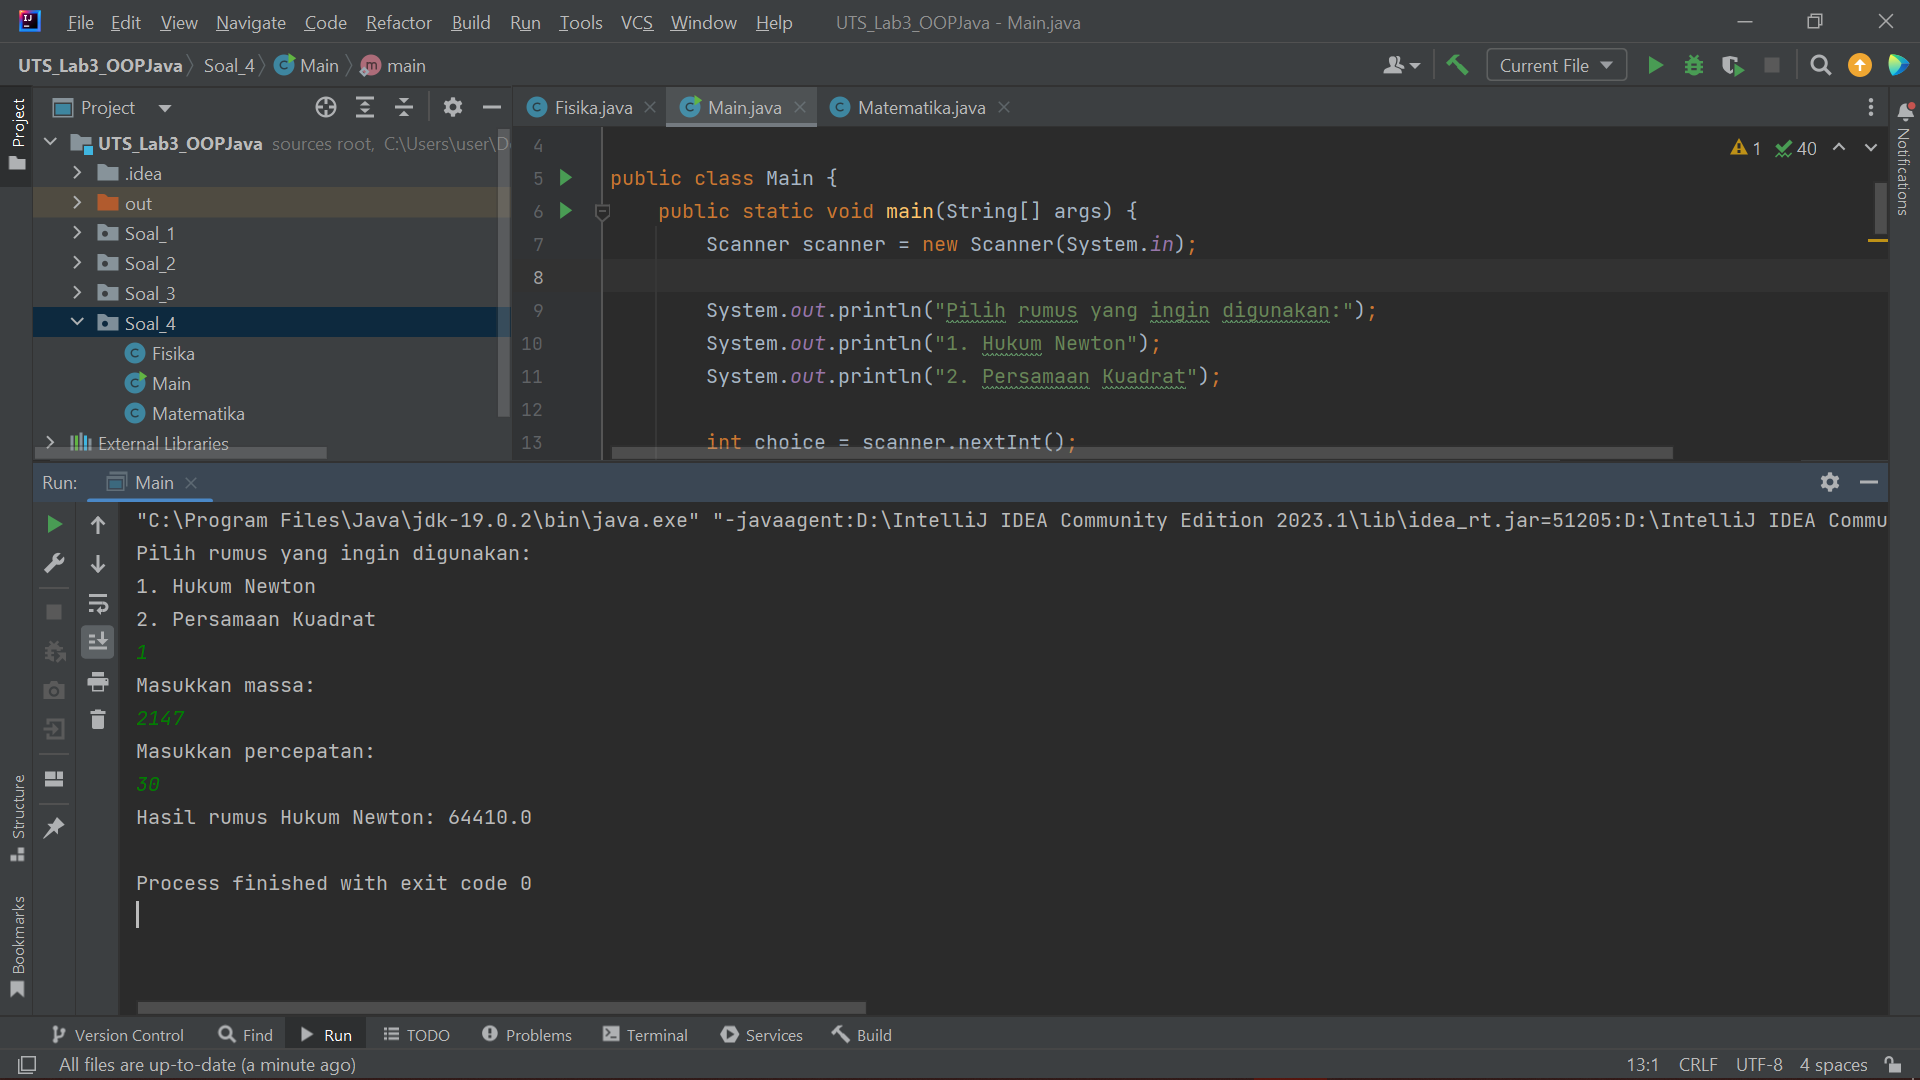 File Edit View Navigate Code Refactor Build Run Tools VCS Window Help UTS_Lab3_OOPJava - Main.java
UTS_Lab3_OOPJava Soal_4 Main main Current File
Project
Project
Fisika.java Main.java Matematika.java
Notifications
UTS_Lab3_OOPJava sources root, C:\Users\user\D
.idea
out
Soal_1
Soal_2
Soal_3
Soal_4
Fisika
Main
Matematika
External Libraries
1 40
4
5 public class Main {
6 public static void main(String[] args) {
7 Scanner scanner = new Scanner(System.in);
8
9 System.out.println("Pilih rumus yang ingin digunakan:");
10 System.out.println("1. Hukum Newton");
11 System.out.println("2. Persamaan Kuadrat");
12
13 int choice = scanner.nextInt();
Run: Main
"C:\Program Files\Java\jdk-19.0.2\bin\java.exe" "-javaagent:D:\IntelliJ IDEA Community Edition 2023.1\lib\idea_rt.jar=51205:D:\IntelliJ IDEA Commu
Pilih rumus yang ingin digunakan:
1. Hukum Newton
2. Persamaan Kuadrat
1
Masukkan massa:
2147
Masukkan percepatan:
30
Hasil rumus Hukum Newton: 64410.0
Process finished with exit code 0
Structure
Bookmarks
Version Control Find Run TODO Problems Terminal Services Build
All files are up-to-date (a minute ago) 13:1 CRLF UTF-8 4 spaces